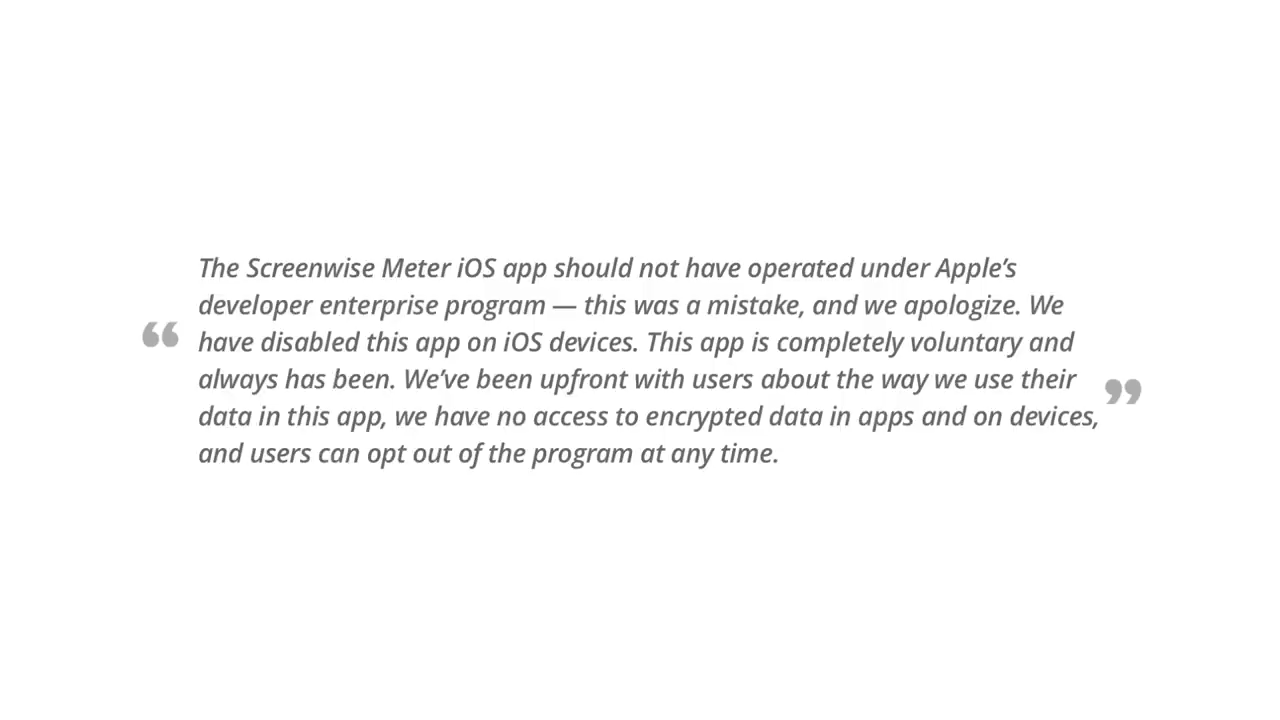 The Screenwise Meter iOS app should not have operated under Apple’s
developer enterprise program — this was a mistake, and we apologize. We
“ have disabled this app on iOS devices. This app is completely voluntary and
always has been. We’ve been upfront with users about the way we use their
data in this app, we have no access to encrypted data in apps and on devices, ”
and users can opt out of the program at any time.